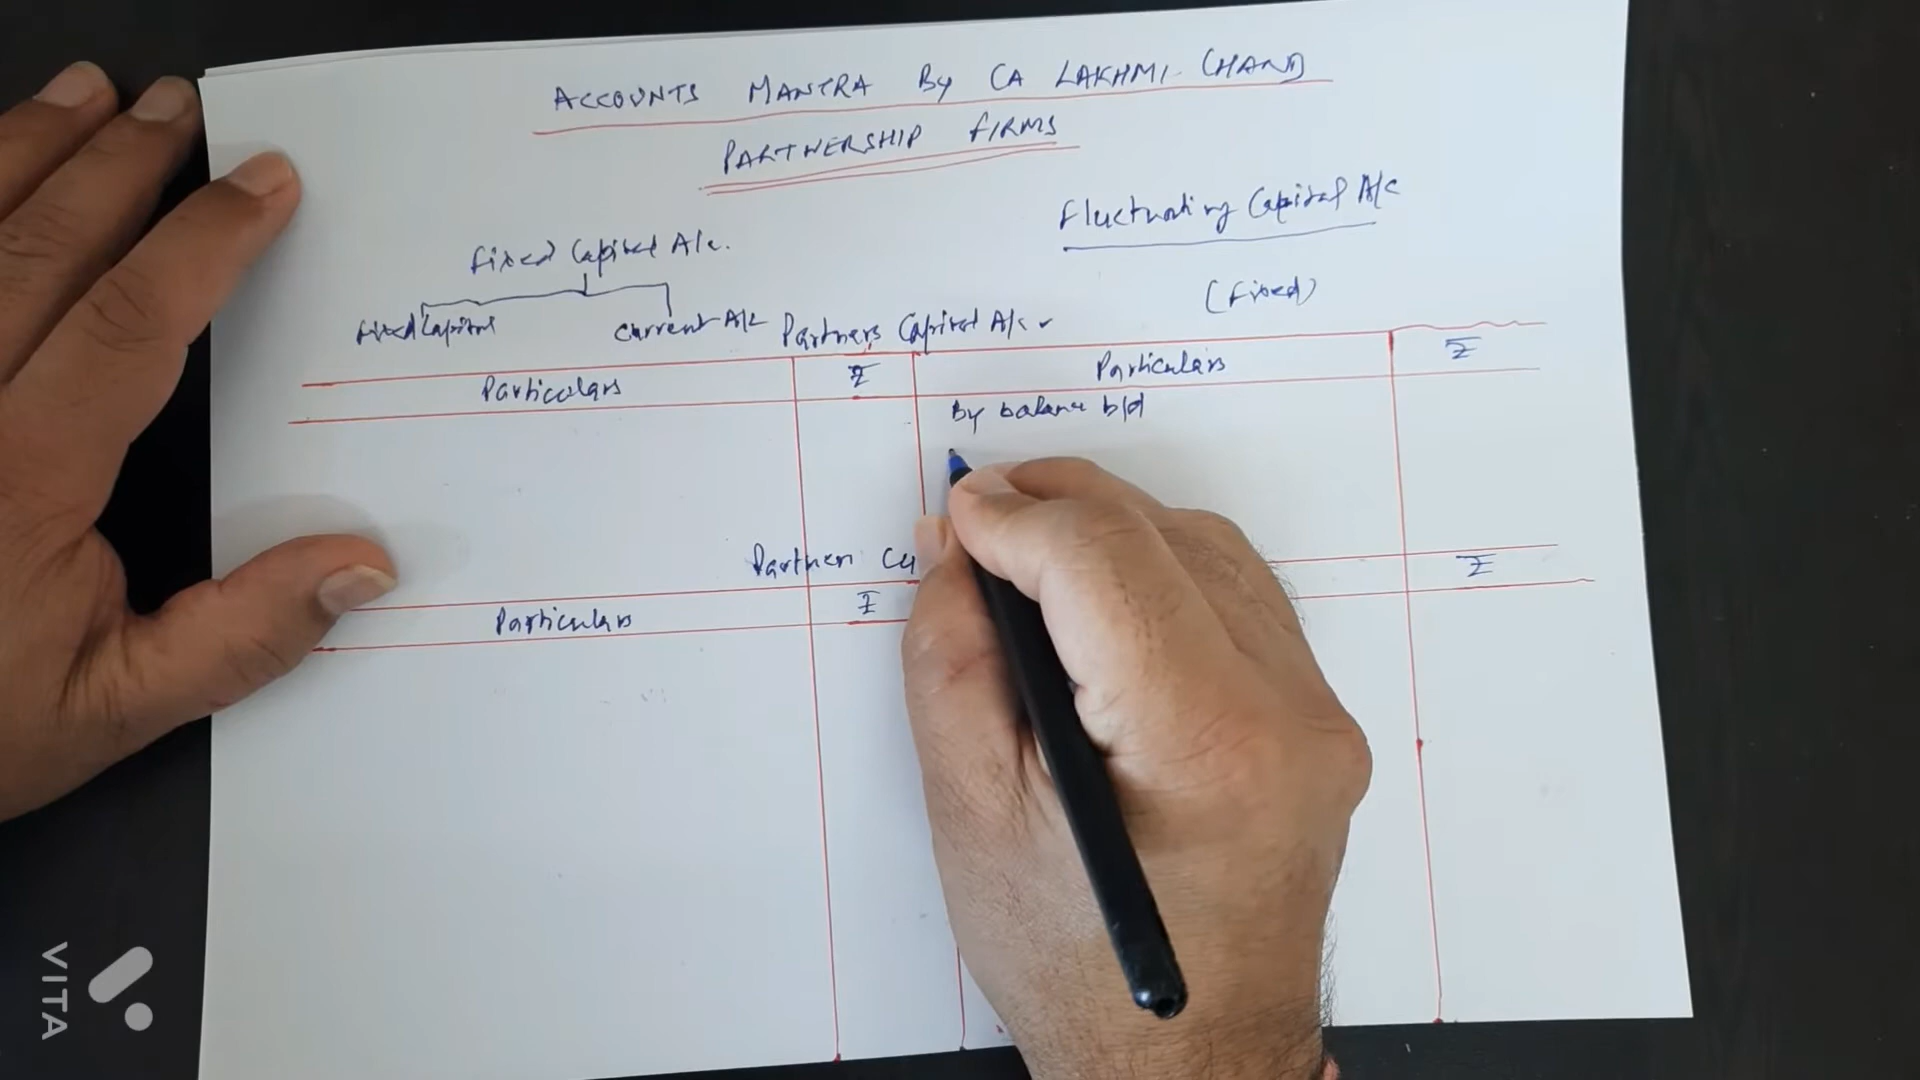 ACCOUNTS MANTRA By CA LAKHMI CHAND
PARTNERSHIP FIRMS
Fluctuating Capital A/c
Fixed Capital A/c.
(Fixed)
Fixed Capital
Current A/c
Partners Capital A/c
Particulars ₹ Particulars ₹
By balance b/d
Partners Cu
Particulars ₹ ₹
VITA